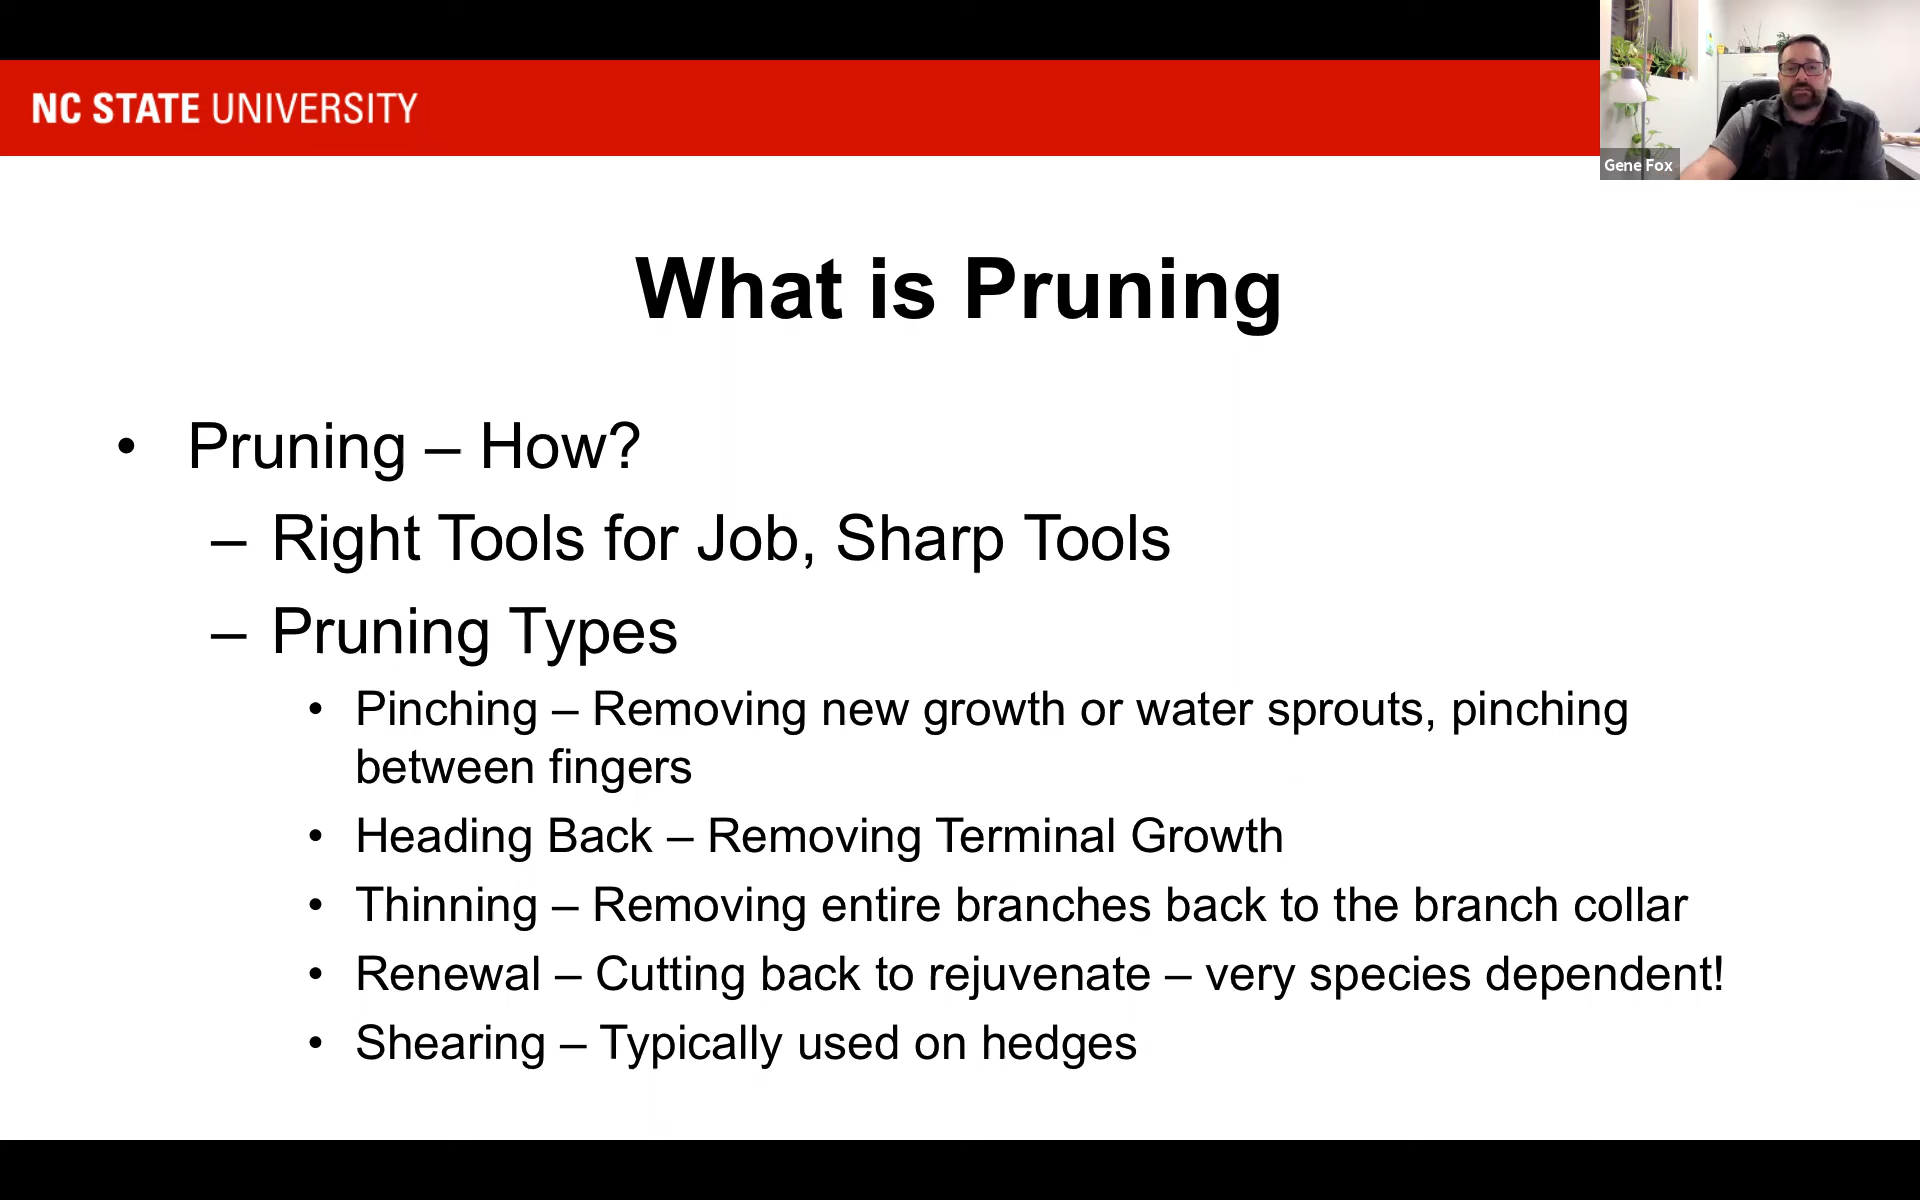 NC STATE UNIVERSITY
Gene Fox
What is Pruning
• Pruning – How?
– Right Tools for Job, Sharp Tools
– Pruning Types
• Pinching – Removing new growth or water sprouts, pinching
between fingers
• Heading Back – Removing Terminal Growth
• Thinning – Removing entire branches back to the branch collar
• Renewal – Cutting back to rejuvenate – very species dependent!
• Shearing – Typically used on hedges